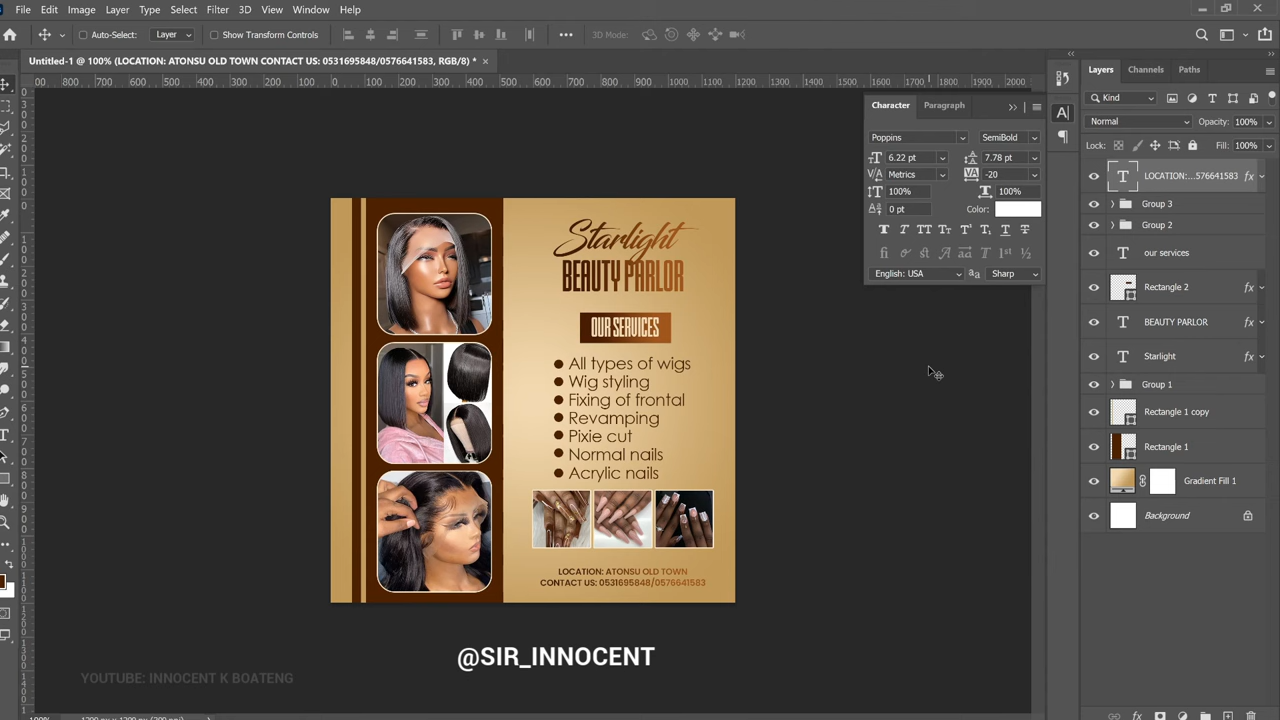 File Edit Image Layer Type Select Filter 3D View Window Help
Auto-Select: Layer Show Transform Controls 3D Mode:
Untitled-1 @ 100% (LOCATION: ATONSU OLD TOWN CONTACT US: 0531695848/0576641583, RGB/8) *
Character Paragraph
Poppins SemiBold
6.22 pt 7.78 pt
Metrics -20
100% 100%
0 pt Color:
English: USA Sharp
Layers Channels Paths
Kind
Normal Opacity: 100%
Lock: Fill: 100%
LOCATION:...576641583 fx
Group 3
Group 2
our services
Rectangle 2 fx
BEAUTY PARLOR fx
Starlight fx
Group 1
Rectangle 1 copy
Rectangle 1
Gradient Fill 1
Background
Starlight
BEAUTY PARLOR
OUR SERVICES
All types of wigs
Wig styling
Fixing of frontal
Revamping
Pixie cut
Normal nails
Acrylic nails
LOCATION: ATONSU OLD TOWN
CONTACT US: 0531695848/0576641583
@SIR_INNOCENT
YOUTUBE: INNOCENT K BOATENG